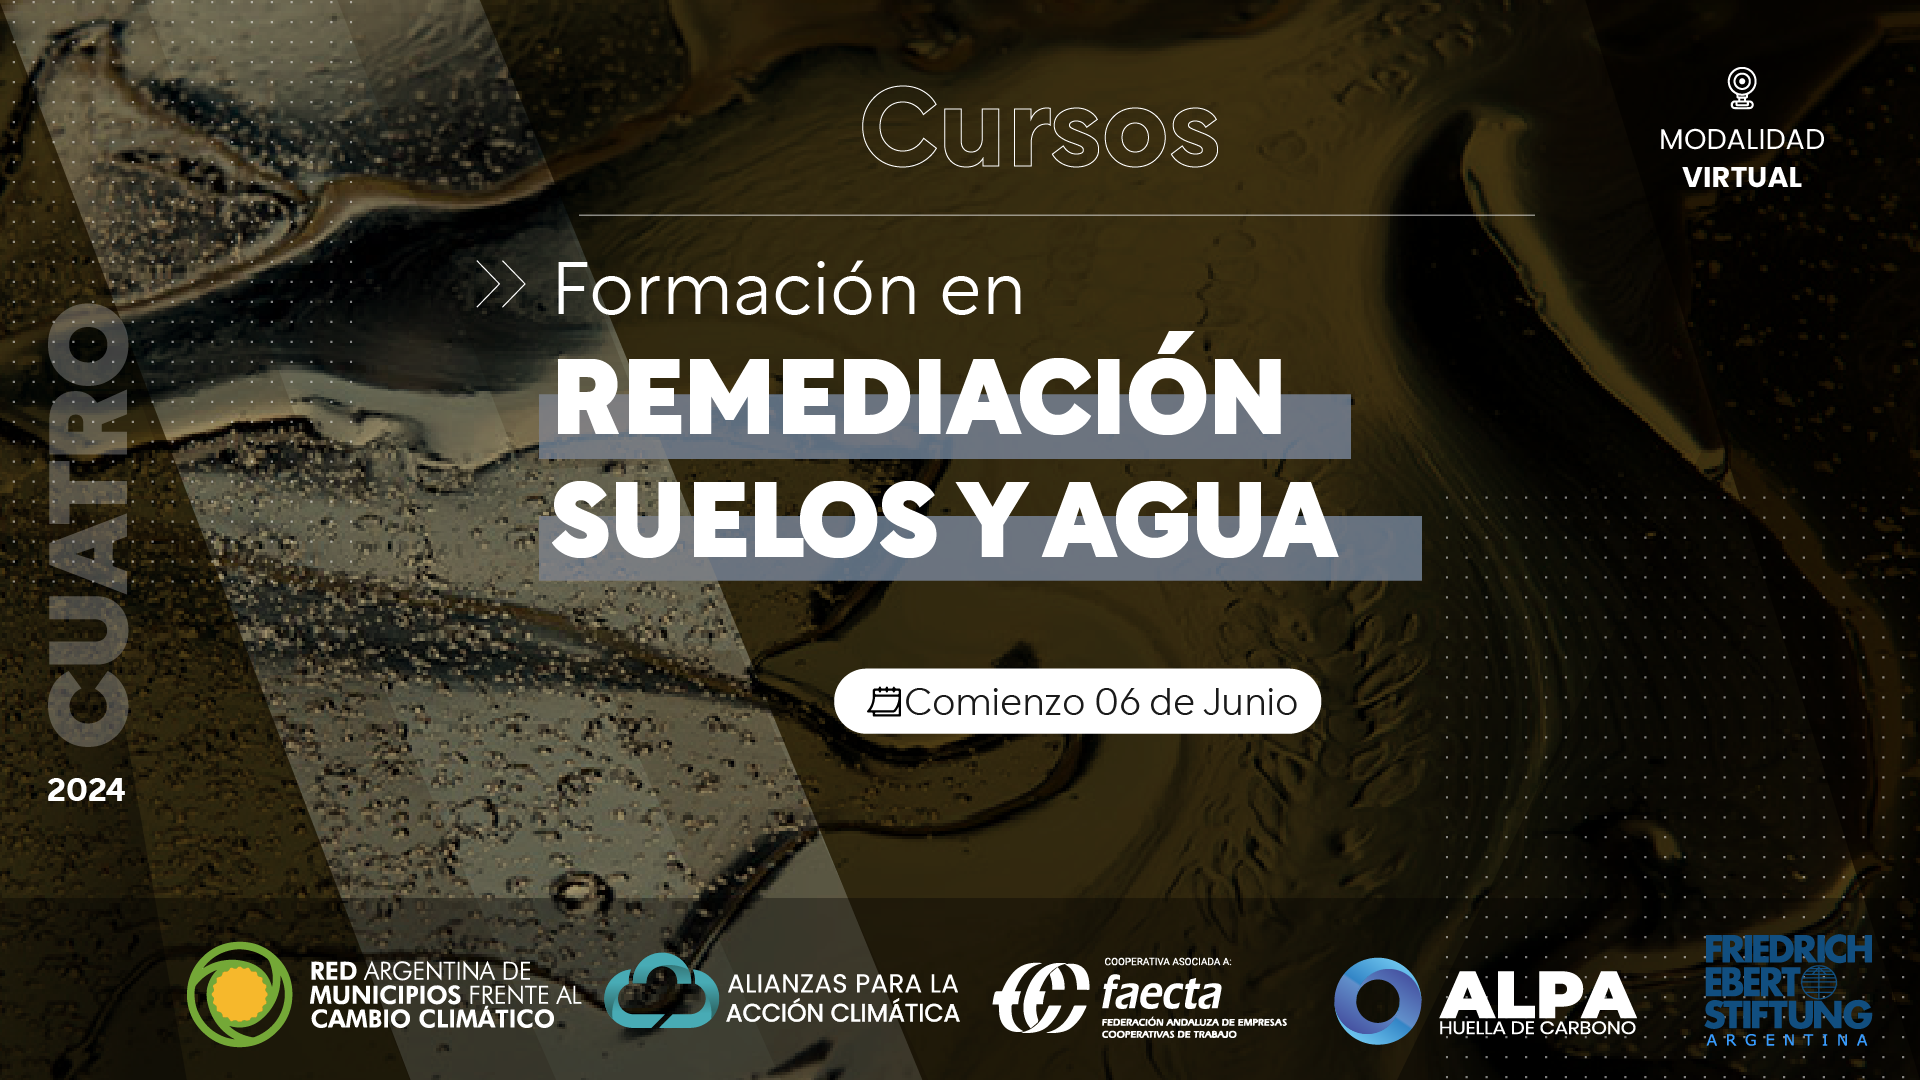 Cursos
MODALIDAD
VIRTUAL
Formación en
REMEDIACIÓN
SUELOS Y AGUA
CUATRO
2024
Comienzo 06 de Junio
RED ARGENTINA DE
MUNICIPIOS FRENTE AL
CAMBIO CLIMÁTICO
ALIANZAS PARA LA
ACCIÓN CLIMÁTICA
COOPERATIVA ASOCIADA A:
faecta
FEDERACIÓN ANDALUZA DE EMPRESAS
COOPERATIVAS DE TRABAJO
ALPA
HUELLA DE CARBONO
FRIEDRICH
EBERT
STIFTUNG
ARGENTINA